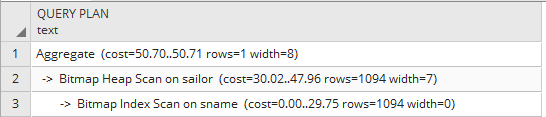 QUERY PLAN
text
1 Aggregate (cost=50.70..50.71 rows=1 width=8)
2 -> Bitmap Heap Scan on sailor (cost=30.02..47.96 rows=1094 width=7)
3 -> Bitmap Index Scan on sname (cost=0.00..29.75 rows=1094 width=0)